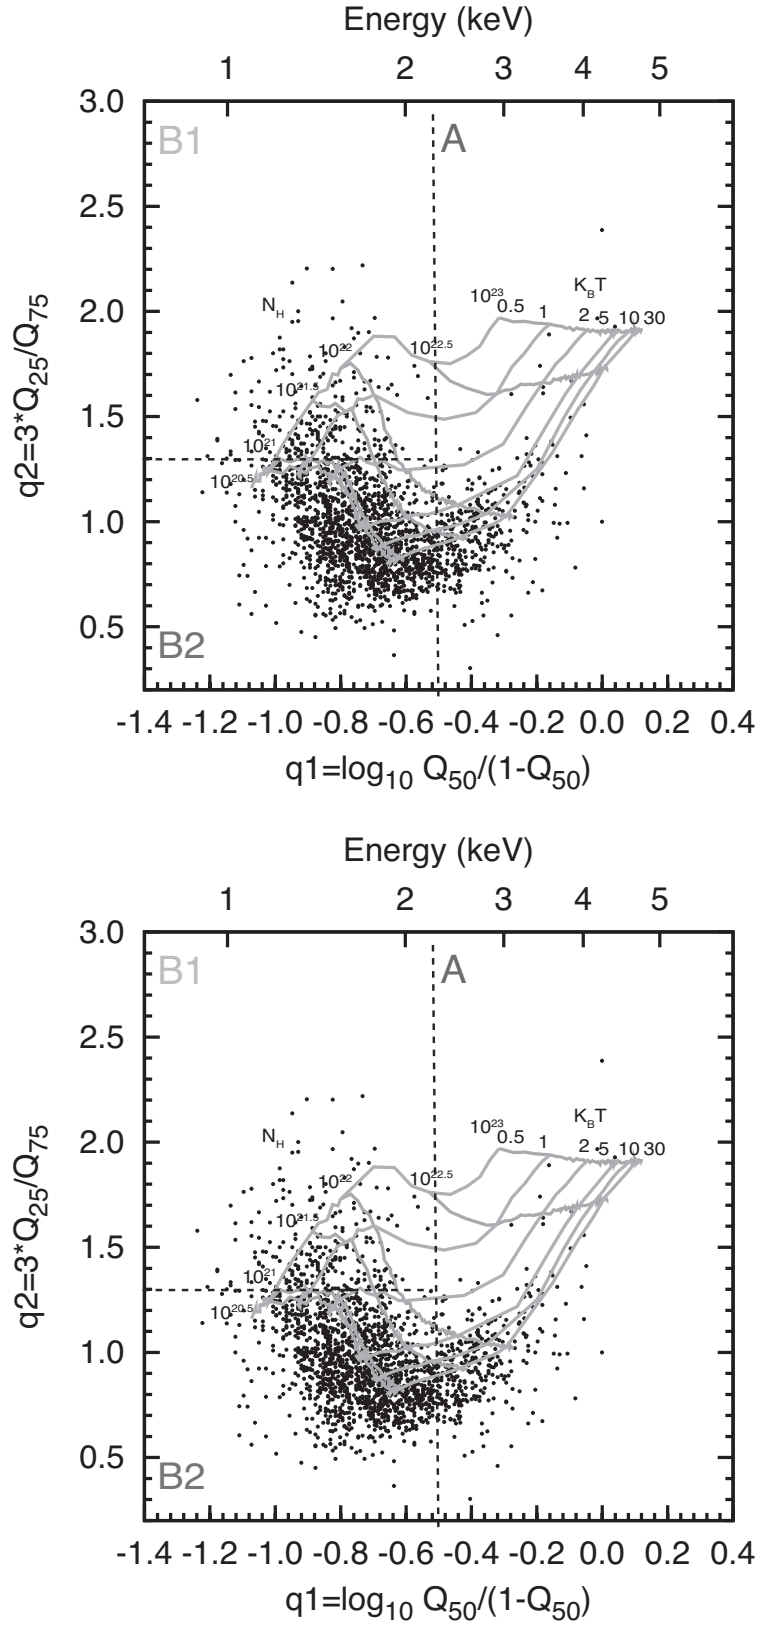 Energy (keV)
1 2 3 4 5
3.0
B1 A
2.5
K_BT
N_H 10^23 0.5 1 2 5 10 30
2.0
10^22 10^22.5
10^21.5
1.5
10^21
10^20.5
1.0
0.5
B2
q2=3*Q_25/Q_75
-1.4 -1.2 -1.0 -0.8 -0.6 -0.4 -0.2 0.0 0.2 0.4
q1=log_10 Q_50/(1-Q_50)
Energy (keV)
1 2 3 4 5
3.0
B1 A
2.5
K_BT
N_H 10^23 0.5 1 2 5 10 30
2.0
10^22 10^22.5
10^21.5
1.5
10^21
10^20.5
1.0
0.5
B2
q2=3*Q_25/Q_75
-1.4 -1.2 -1.0 -0.8 -0.6 -0.4 -0.2 0.0 0.2 0.4
q1=log_10 Q_50/(1-Q_50)